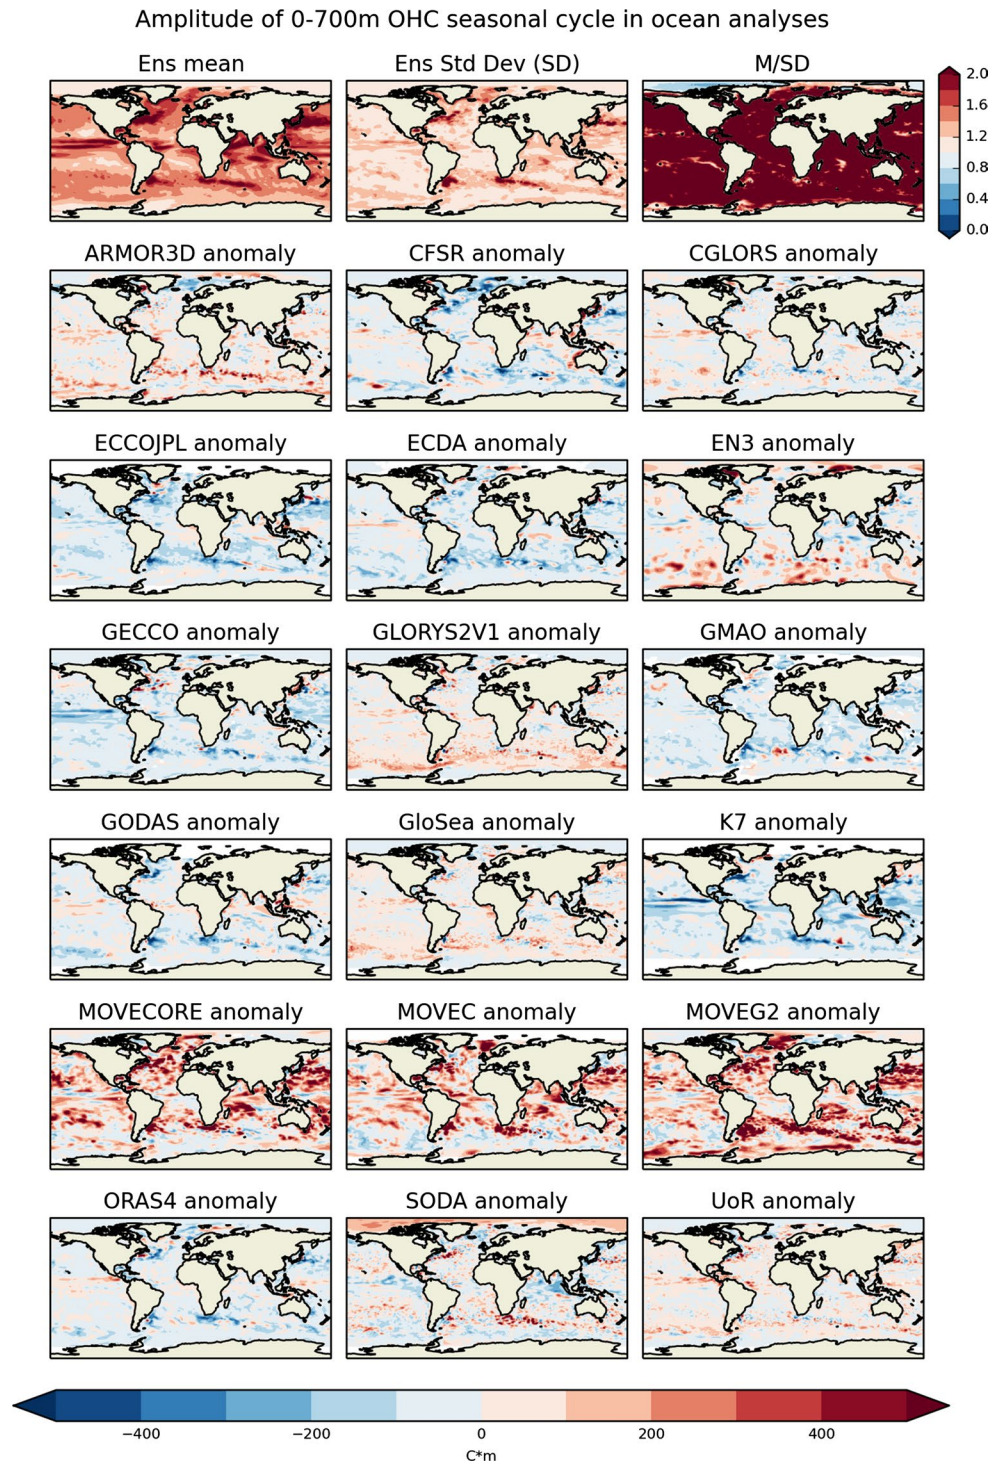 Amplitude of 0-700m OHC seasonal cycle in ocean analyses
Ens mean
Ens Std Dev (SD)
M/SD
2.0
1.6
1.2
0.8
0.4
0.0
ARMOR3D anomaly
CFSR anomaly
CGLORS anomaly
ECCOJPL anomaly
ECDA anomaly
EN3 anomaly
GECCO anomaly
GLORYS2V1 anomaly
GMAO anomaly
GODAS anomaly
GloSea anomaly
K7 anomaly
MOVECORE anomaly
MOVEC anomaly
MOVEG2 anomaly
ORAS4 anomaly
SODA anomaly
UoR anomaly
−400
−200
0
200
400
C*m